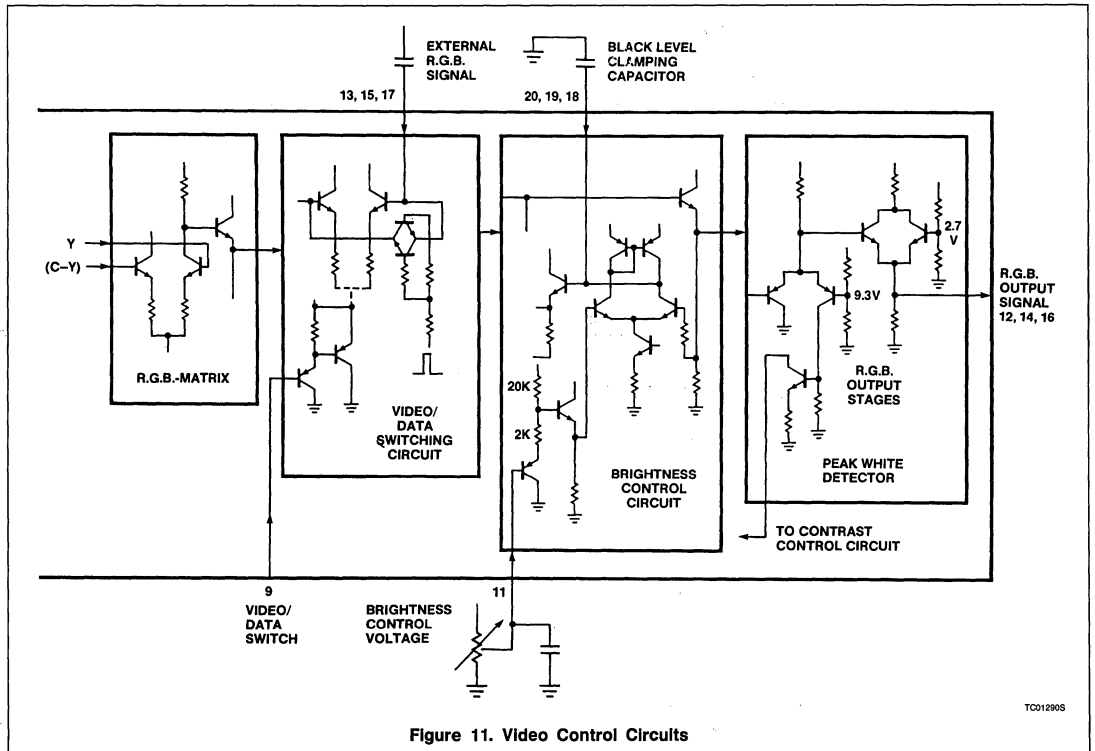 EXTERNAL
R.G.B.
SIGNAL
BLACK LEVEL
CLAMPING
CAPACITOR
13, 15, 17
20, 19, 18
Y
(C–Y)
R.G.B.-MATRIX
VIDEO/
DATA
SWITCHING
CIRCUIT
20K
2K
BRIGHTNESS
CONTROL
CIRCUIT
2.7
V
9.3V
R.G.B.
OUTPUT
STAGES
PEAK WHITE
DETECTOR
R.G.B.
OUTPUT
SIGNAL
12, 14, 16
TO CONTRAST
CONTROL CIRCUIT
9
VIDEO/
DATA
SWITCH
11
BRIGHTNESS
CONTROL
VOLTAGE
TC01290S
Figure 11. Video Control Circuits